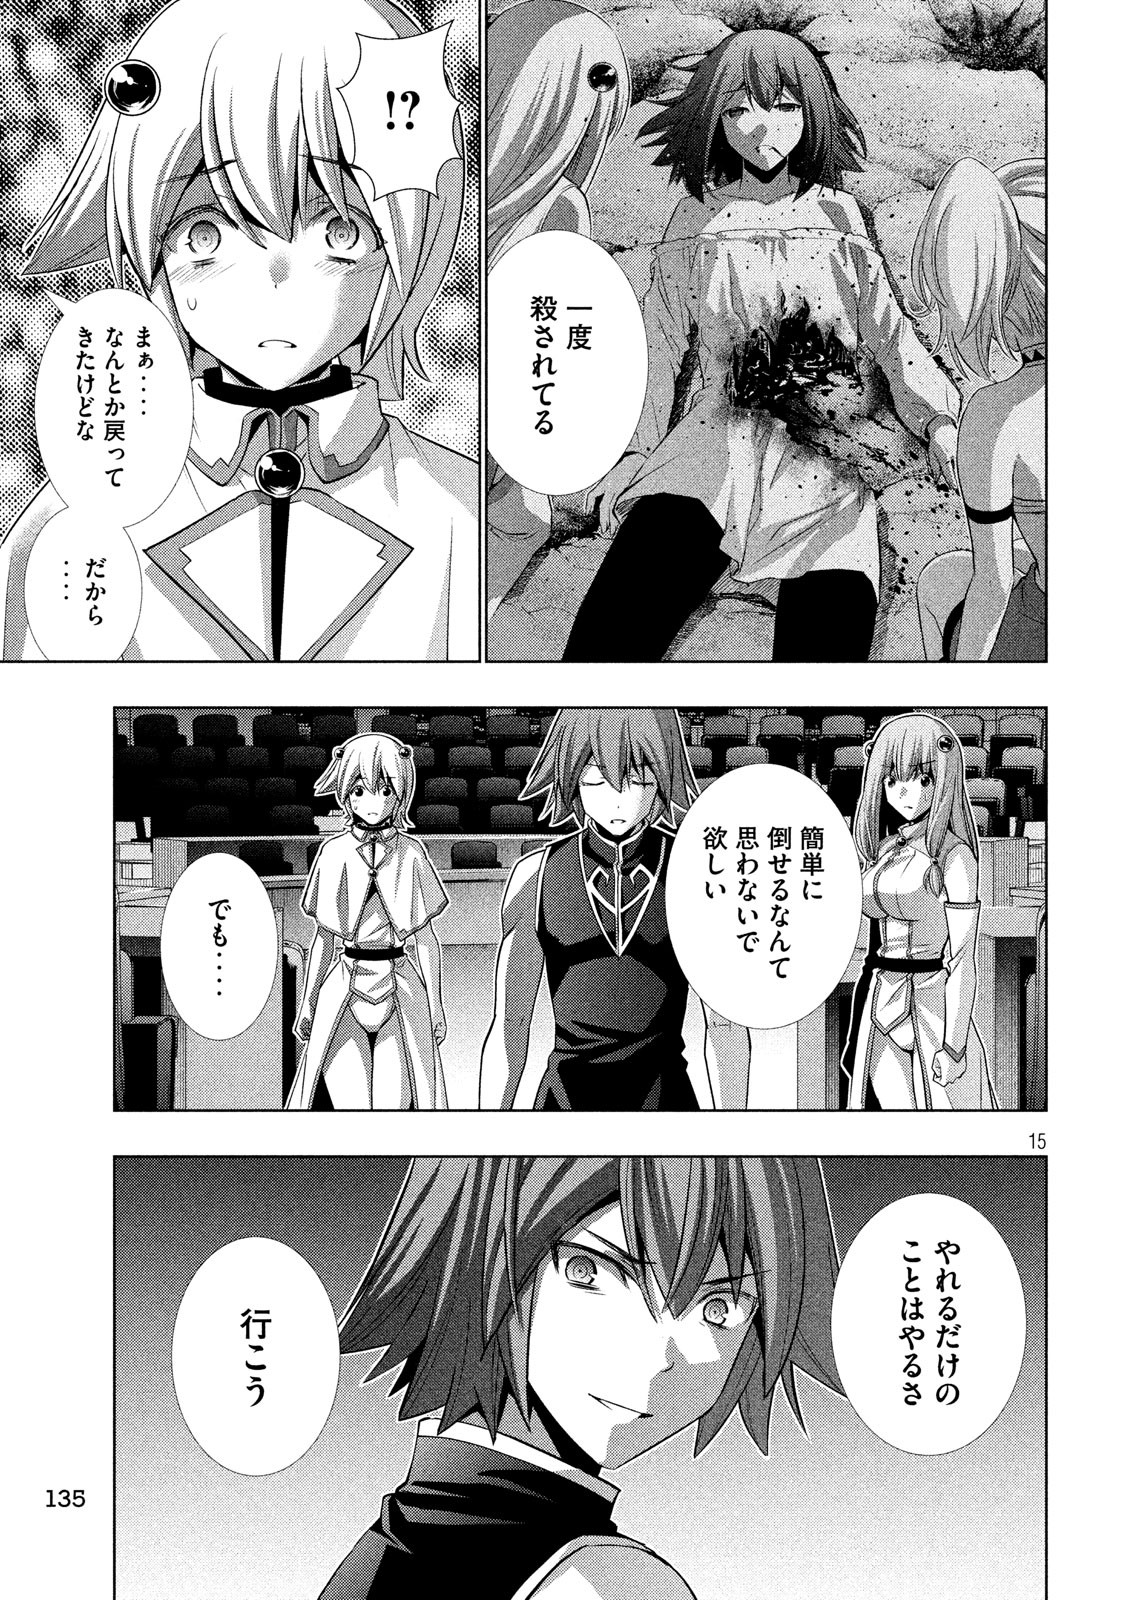 一度
殺されてる
!?
まぁ‥‥
なんとか戻って
きたけどな
だから
‥‥
簡単に
倒せるなんて
思わないで
欲しい
でも‥‥
15
やれるだけの
ことはやるさ
行こう
135